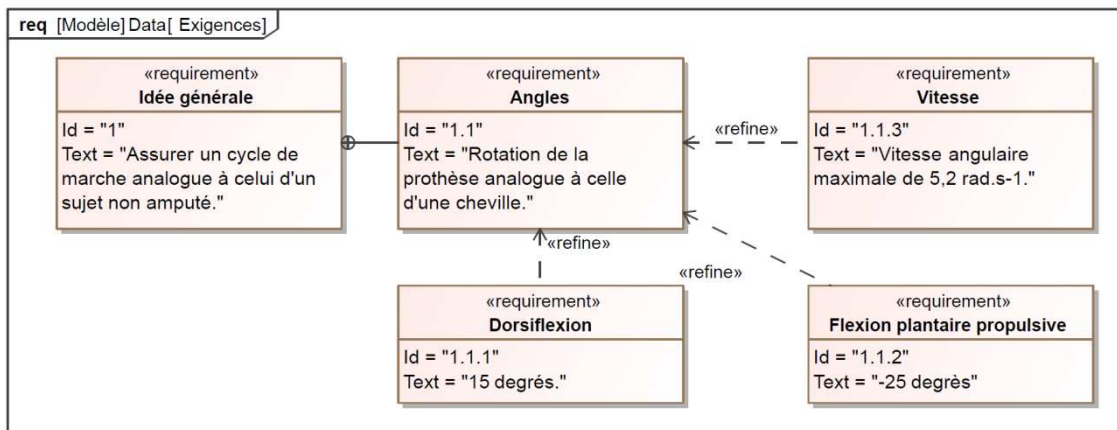 req [Modèle] Data[ Exigences]
«requirement»
Idée générale
Id = "1"
Text = "Assurer un cycle de
marche analogue à celui d'un
sujet non amputé."
«requirement»
Angles
Id = "1.1"
Text = "Rotation de la
prothèse analogue à celle
d'une cheville."
«refine»
«requirement»
Vitesse
Id = "1.1.3"
Text = "Vitesse angulaire
maximale de 5,2 rad.s-1."
«refine»
«refine»
«requirement»
Dorsiflexion
Id = "1.1.1"
Text = "15 degrés."
«requirement»
Flexion plantaire propulsive
Id = "1.1.2"
Text = "-25 degrès"